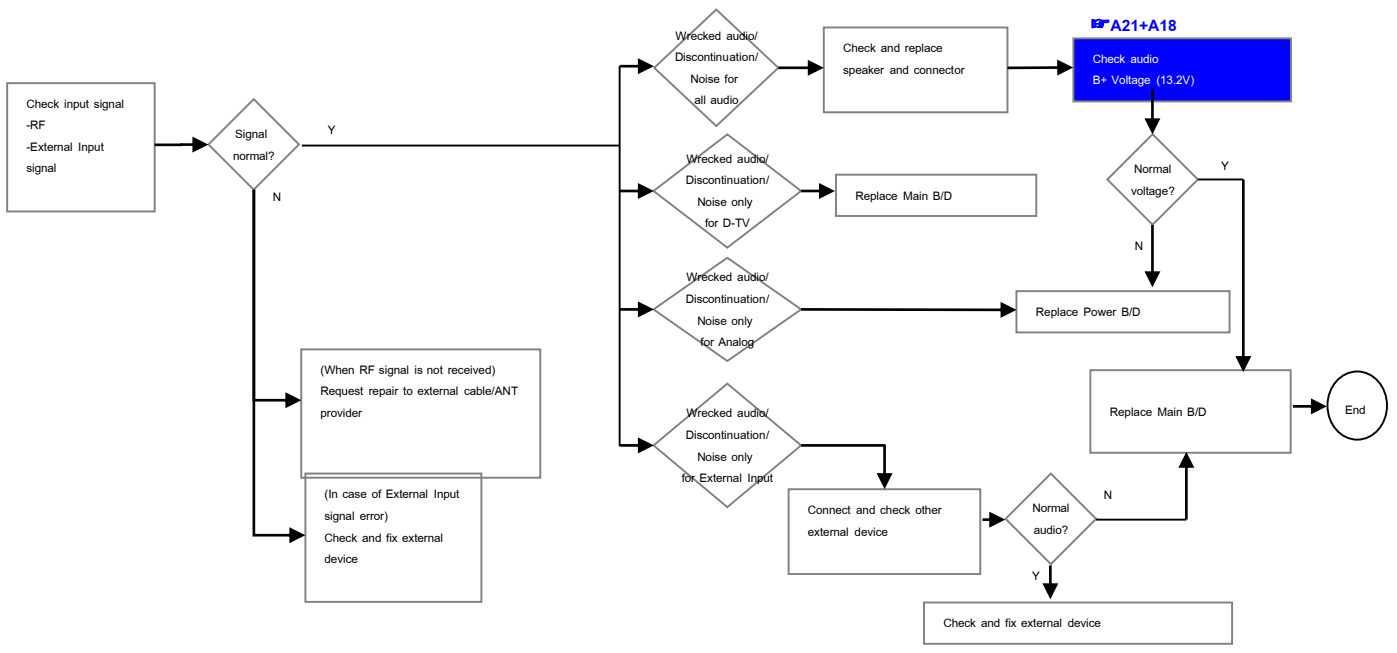 Check input signal
-RF
-External Input
signal
Signal
normal?
Y
N
(When RF signal is not received)
Request repair to external cable/ANT
provider
(In case of External Input
signal error)
Check and fix external
device
Wrecked audio/
Discontinuation/
Noise for
all audio
Check and replace
speaker and connector
☞A21+A18
Check audio
B+ Voltage (13.2V)
Normal
voltage?
Y
N
Wrecked audio/
Discontinuation/
Noise only
for D-TV
Replace Main B/D
Wrecked audio/
Discontinuation/
Noise only
for Analog
Replace Power B/D
Replace Main B/D
End
Wrecked audio/
Discontinuation/
Noise only
for External Input
Connect and check other
external device
Normal
audio?
N
Y
Check and fix external device